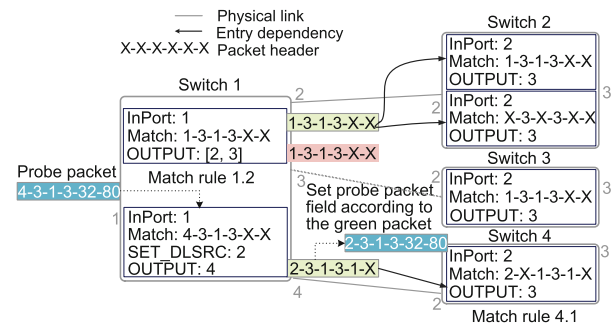 Physical link
Entry dependency
X-X-X-X-X-X Packet header
Switch 2
InPort: 2
Match: 1-3-1-3-X-X
OUTPUT: 3
InPort: 2
Match: X-3-X-3-X-X
OUTPUT: 3
2
3
Switch 1
2
InPort: 1
Match: 1-3-1-3-X-X
OUTPUT: [2, 3]
1-3-1-3-X-X
1-3-1-3-X-X
3
Match rule 1.2
Probe packet
4-3-1-3-32-80
1
InPort: 1
Match: 4-3-1-3-X-X
SET_DLSRC: 2
OUTPUT: 4
2-3-1-3-1-X
4
Set probe packet
field according to
the green packet
2-3-1-3-32-80
Switch 3
InPort: 2
Match: 1-3-1-3-X-X
OUTPUT: 3
2
3
Switch 4
InPort: 2
Match: 2-X-1-3-1-X
OUTPUT: 3
2
3
Match rule 4.1